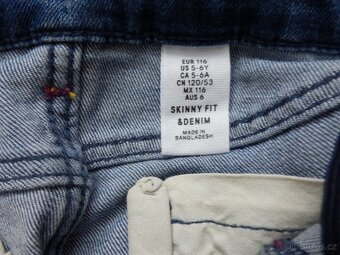 EUR 116
US 5-6Y
CA 5-6A
CN 120/53
MX 116
AUS 6
SKINNY FIT
&DENIM
MADE IN
BANGLADESH